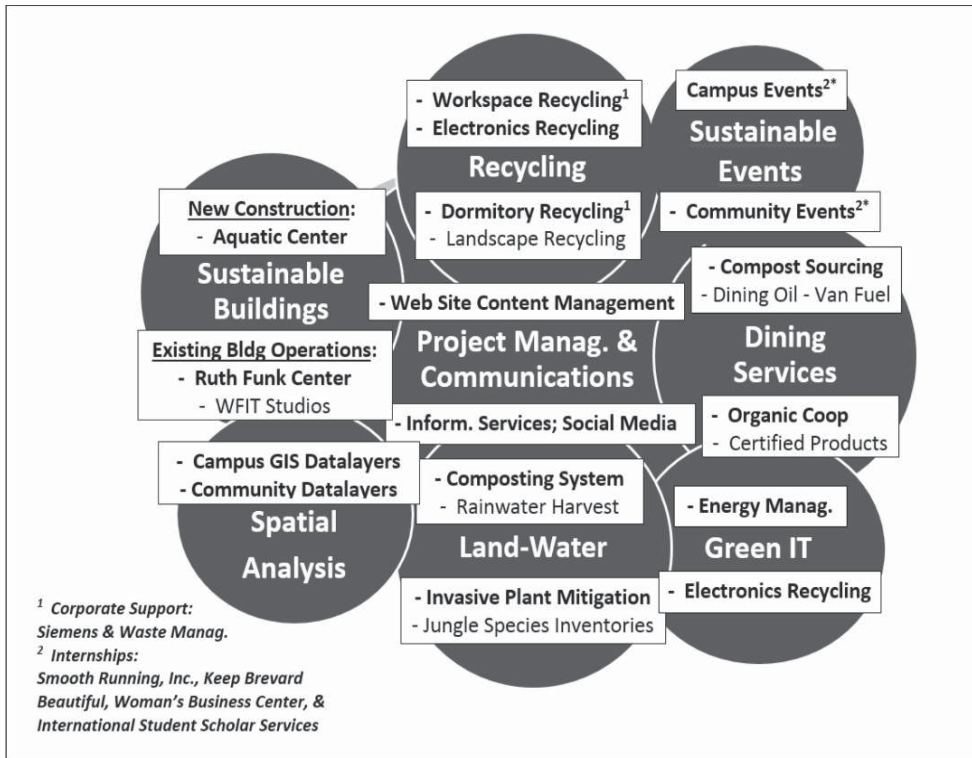 - Workspace Recycling¹
- Electronics Recycling
Recycling
- Dormitory Recycling¹
- Landscape Recycling
Campus Events²*
Sustainable
Events
- Community Events²*
New Construction:
- Aquatic Center
Sustainable
Buildings
Existing Bldg Operations:
- Ruth Funk Center
- WFIT Studios
- Web Site Content Management
Project Manag. &
Communications
- Inform. Services; Social Media
- Compost Sourcing
- Dining Oil - Van Fuel
Dining
Services
- Organic Coop
- Certified Products
- Campus GIS Datalayers
- Community Datalayers
Spatial
Analysis
- Composting System
- Rainwater Harvest
Land-Water
- Invasive Plant Mitigation
- Jungle Species Inventories
- Energy Manag.
Green IT
- Electronics Recycling
¹ Corporate Support:
Siemens & Waste Manag.
² Internships:
Smooth Running, Inc., Keep Brevard
Beautiful, Woman's Business Center, &
International Student Scholar Services